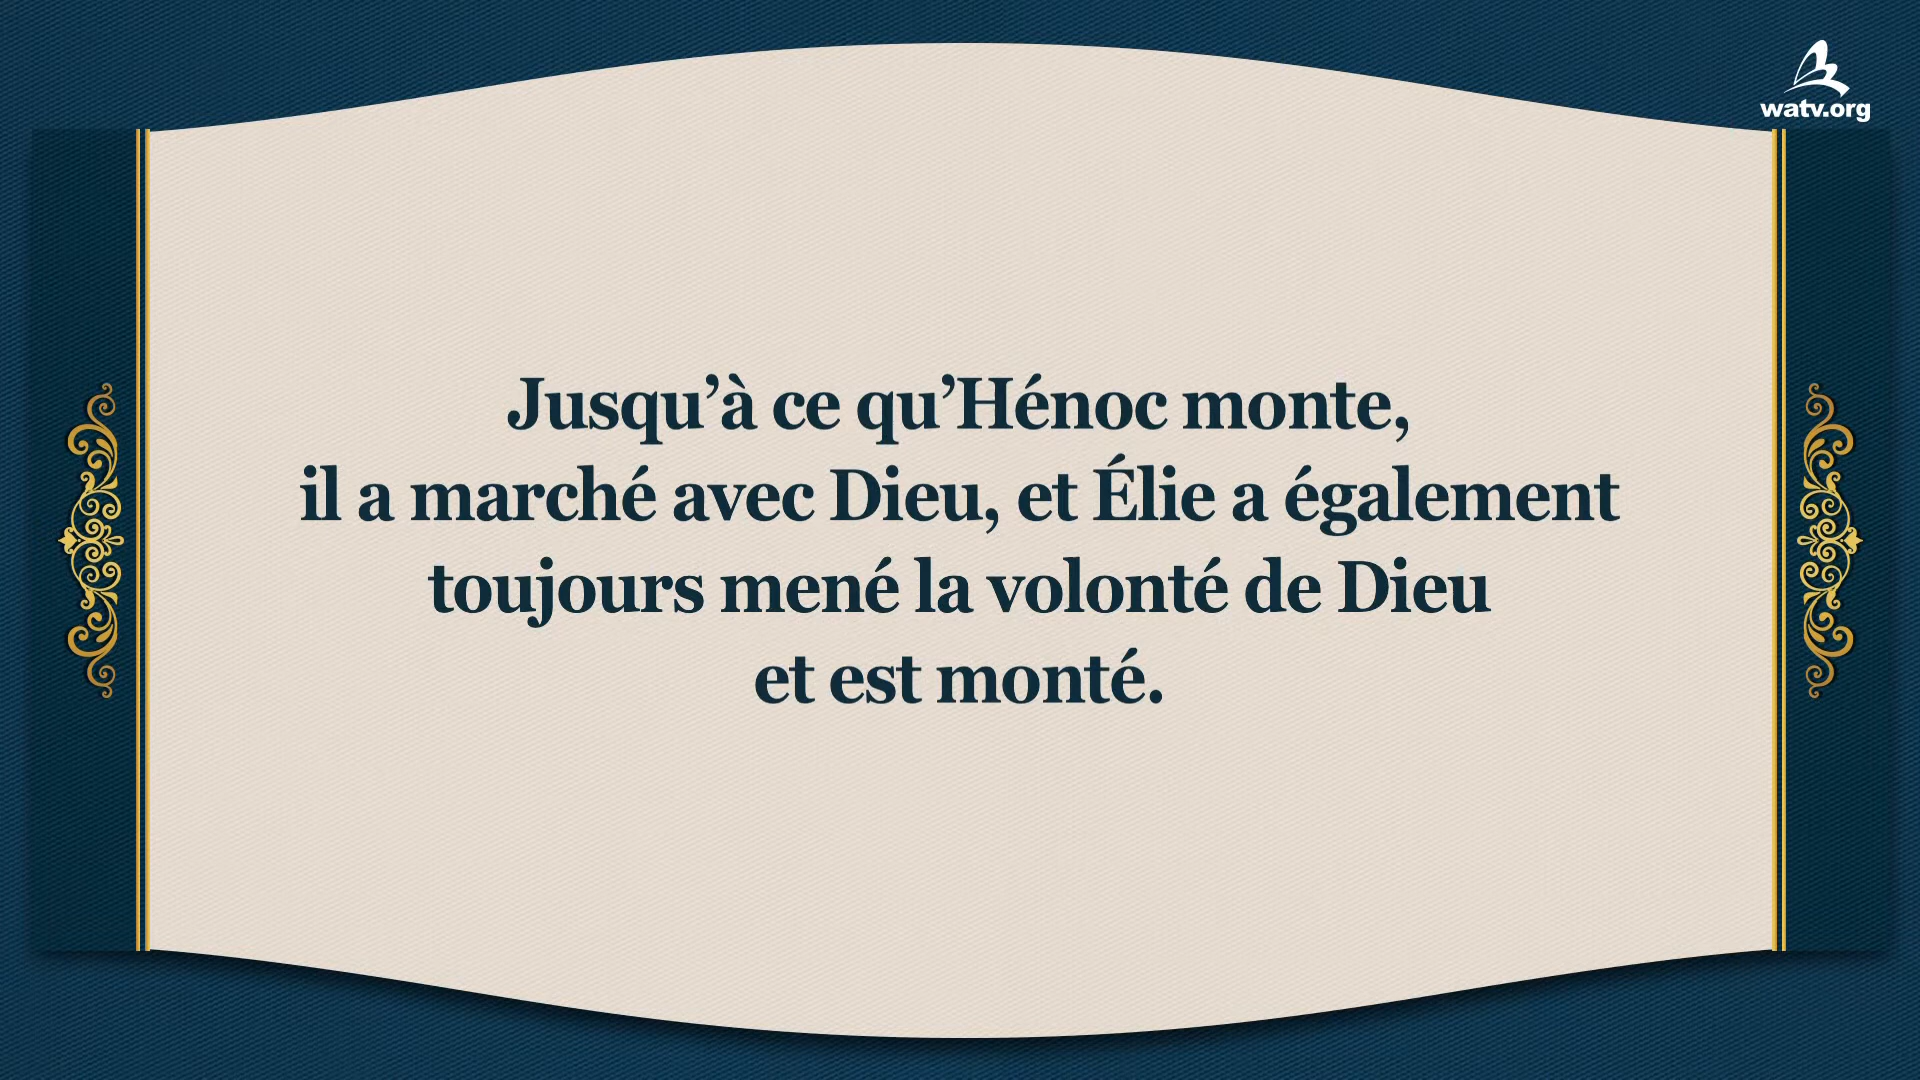 watv.org
Jusqu’à ce qu’Hénoc monte,
il a marché avec Dieu, et Élie a également
toujours mené la volonté de Dieu
et est monté.